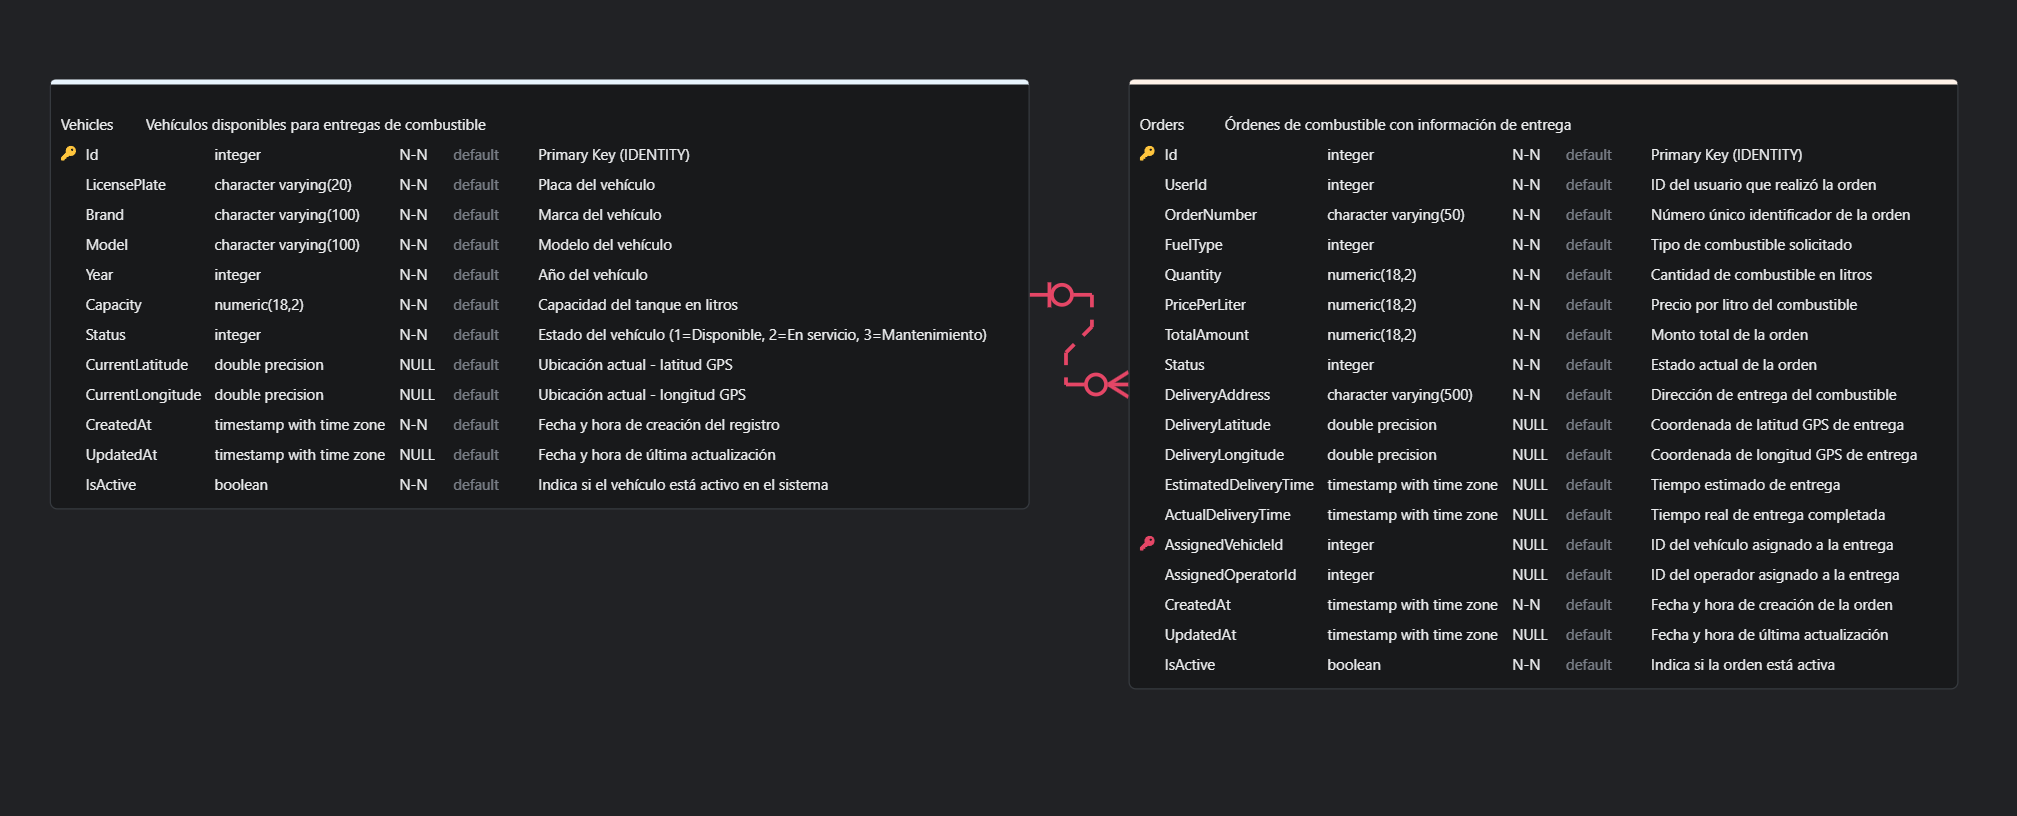 Vehicles Vehículos disponibles para entregas de combustible
Id integer N-N default Primary Key (IDENTITY)
LicensePlate character varying(20) N-N default Placa del vehículo
Brand character varying(100) N-N default Marca del vehículo
Model character varying(100) N-N default Modelo del vehículo
Year integer N-N default Año del vehículo
Capacity numeric(18,2) N-N default Capacidad del tanque en litros
Status integer N-N default Estado del vehículo (1=Disponible, 2=En servicio, 3=Mantenimiento)
CurrentLatitude double precision NULL default Ubicación actual - latitud GPS
CurrentLongitude double precision NULL default Ubicación actual - longitud GPS
CreatedAt timestamp with time zone N-N default Fecha y hora de creación del registro
UpdatedAt timestamp with time zone NULL default Fecha y hora de última actualización
IsActive boolean N-N default Indica si el vehículo está activo en el sistema
Orders Órdenes de combustible con información de entrega
Id integer N-N default Primary Key (IDENTITY)
UserId integer N-N default ID del usuario que realizó la orden
OrderNumber character varying(50) N-N default Número único identificador de la orden
FuelType integer N-N default Tipo de combustible solicitado
Quantity numeric(18,2) N-N default Cantidad de combustible en litros
PricePerLiter numeric(18,2) N-N default Precio por litro del combustible
TotalAmount numeric(18,2) N-N default Monto total de la orden
Status integer N-N default Estado actual de la orden
DeliveryAddress character varying(500) N-N default Dirección de entrega del combustible
DeliveryLatitude double precision NULL default Coordenada de latitud GPS de entrega
DeliveryLongitude double precision NULL default Coordenada de longitud GPS de entrega
EstimatedDeliveryTime timestamp with time zone NULL default Tiempo estimado de entrega
ActualDeliveryTime timestamp with time zone NULL default Tiempo real de entrega completada
AssignedVehicleId integer NULL default ID del vehículo asignado a la entrega
AssignedOperatorId integer NULL default ID del operador asignado a la entrega
CreatedAt timestamp with time zone N-N default Fecha y hora de creación de la orden
UpdatedAt timestamp with time zone NULL default Fecha y hora de última actualización
IsActive boolean N-N default Indica si la orden está activa